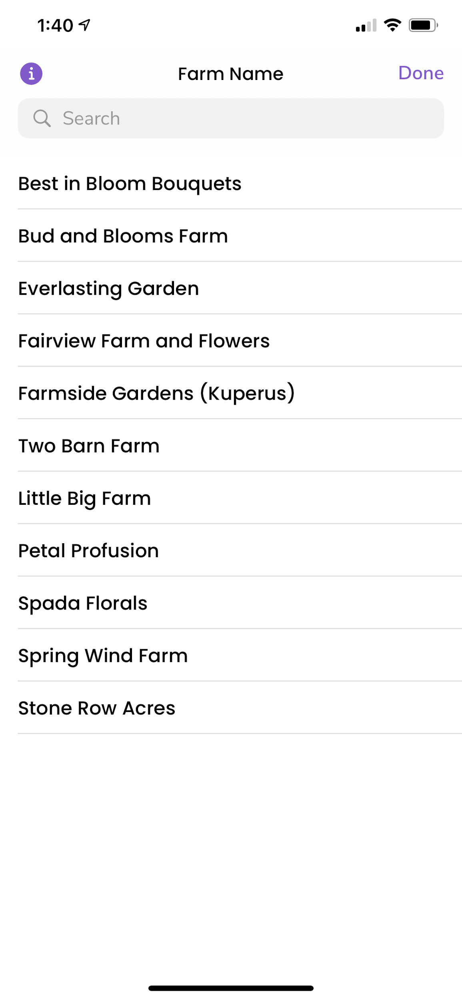 1:40
Farm Name
Done
Search
Best in Bloom Bouquets
Bud and Blooms Farm
Everlasting Garden
Fairview Farm and Flowers
Farmside Gardens (Kuperus)
Two Barn Farm
Little Big Farm
Petal Profusion
Spada Florals
Spring Wind Farm
Stone Row Acres